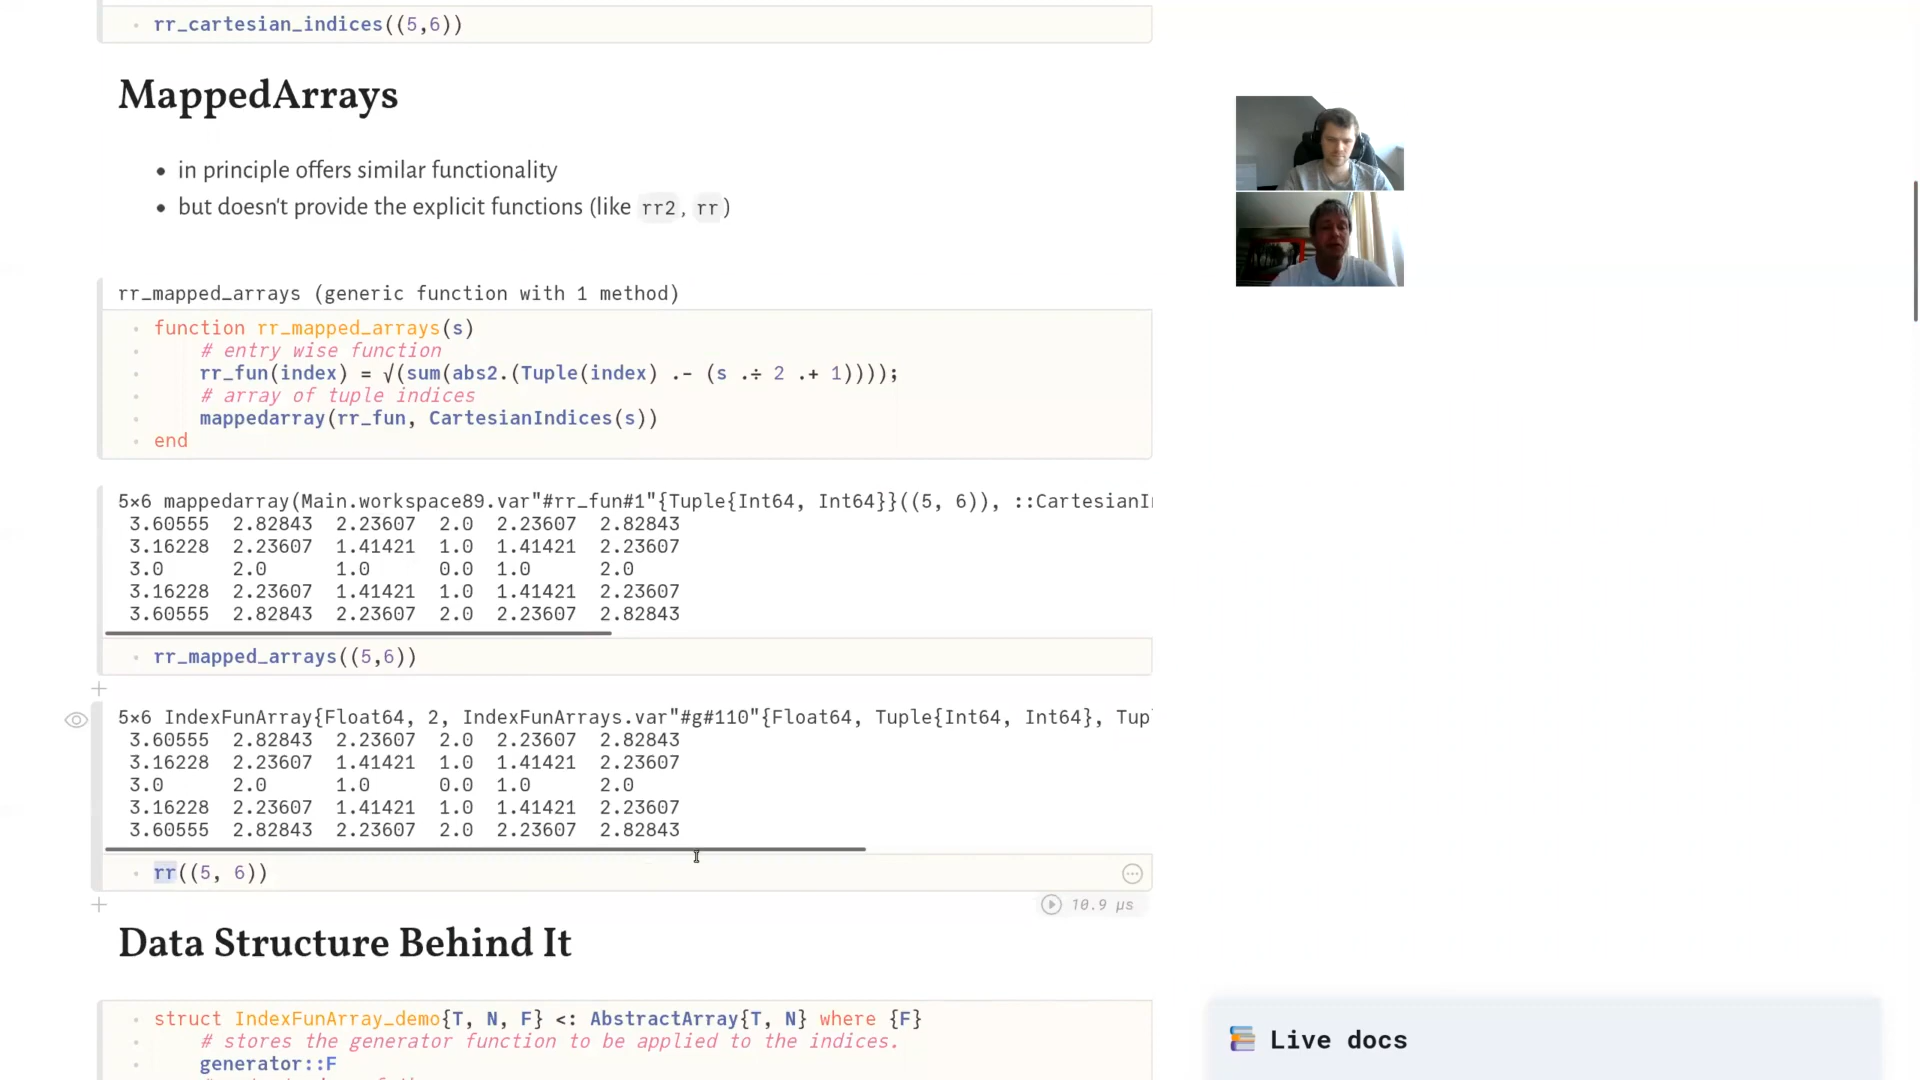 rr_cartesian_indices((5,6))
MappedArrays
• in principle offers similar functionality
• but doesn't provide the explicit functions (like rr2, rr)
rr_mapped_arrays (generic function with 1 method)
function rr_mapped_arrays(s)
# entry wise function
rr_fun(index) = √(sum(abs2.(Tuple(index) .- (s .÷ 2 .+ 1))));
# array of tuple indices
mappedarray(rr_fun, CartesianIndices(s))
end
5×6 mappedarray(Main.workspace89.var"#rr_fun#1"{Tuple{Int64, Int64}}((5, 6)), ::CartesianI
3.60555 2.82843 2.23607 2.0 2.23607 2.82843
3.16228 2.23607 1.41421 1.0 1.41421 2.23607
3.0 2.0 1.0 0.0 1.0 2.0
3.16228 2.23607 1.41421 1.0 1.41421 2.23607
3.60555 2.82843 2.23607 2.0 2.23607 2.82843
rr_mapped_arrays((5,6))
5×6 IndexFunArray{Float64, 2, IndexFunArrays.var"#g#110"{Float64, Tuple{Int64, Int64}, Tup
3.60555 2.82843 2.23607 2.0 2.23607 2.82843
3.16228 2.23607 1.41421 1.0 1.41421 2.23607
3.0 2.0 1.0 0.0 1.0 2.0
3.16228 2.23607 1.41421 1.0 1.41421 2.23607
3.60555 2.82843 2.23607 2.0 2.23607 2.82843
rr((5, 6))
10.9 μs
Data Structure Behind It
struct IndexFunArray_demo{T, N, F} <: AbstractArray{T, N} where {F}
# stores the generator function to be applied to the indices.
generator::F
Live docs